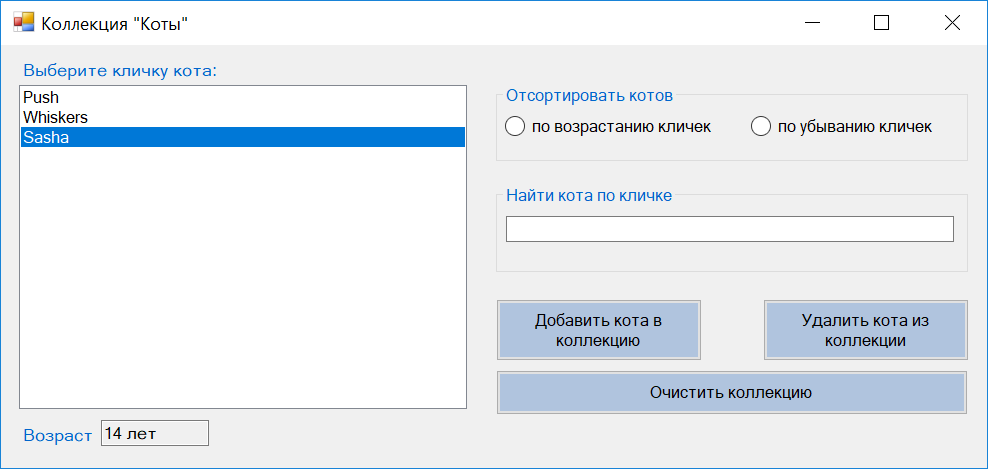 Коллекция "Коты"
Выберите кличку кота:
Push
Whiskers
Sasha
Возраст 14 лет
Отсортировать котов
по возрастанию кличек по убыванию кличек
Найти кота по кличке
Добавить кота в
коллекцию
Удалить кота из
коллекции
Очистить коллекцию